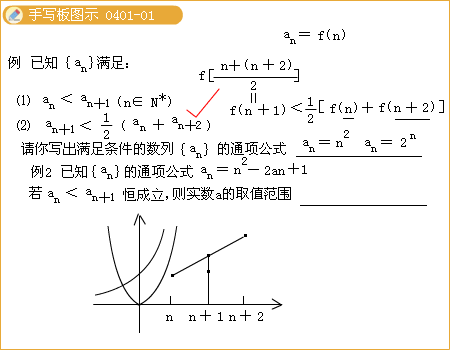 手写板图示 0401-01
aₙ = f(n)
例 已知 {aₙ}满足:
f[ (n+(n+2))/2 ]
⑴ aₙ < aₙ₊₁ (n∈ N*)
॥
f(n+1)<1/2[ f(n)+f(n+2)]
⑵ aₙ₊₁ < 1/2 ( aₙ + aₙ₊₂ )
请你写出满足条件的数列 {aₙ} 的通项公式 aₙ=n² aₙ=2ⁿ
例2 已知{aₙ}的通项公式 aₙ=n²-2an+1
若 aₙ < aₙ₊₁ 恒成立,则实数a的取值范围
n n+1 n+2